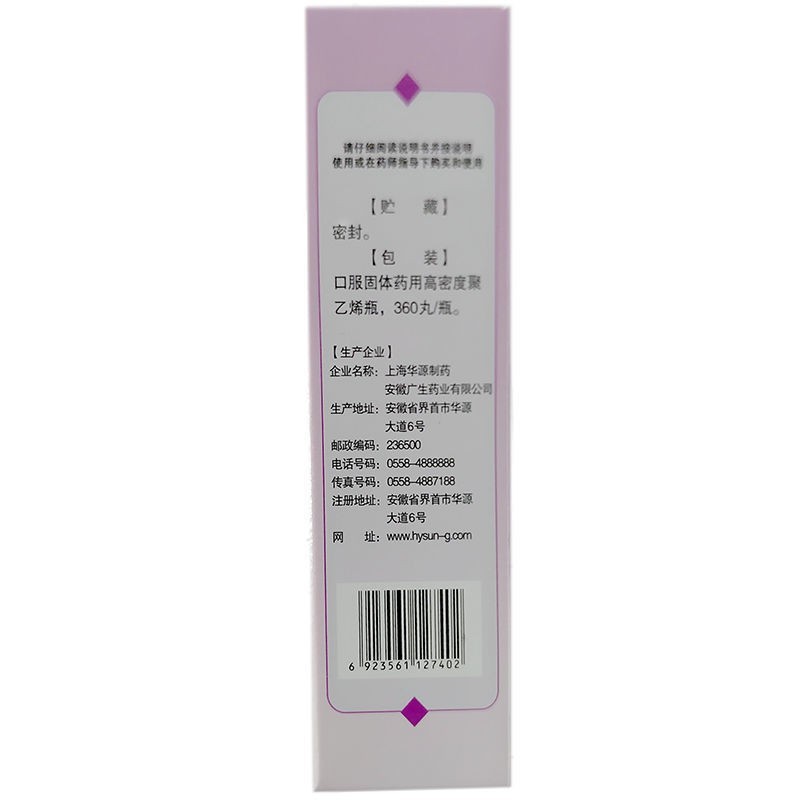 请仔细阅读说明书并按说明
使用或在药师指导下购买和使用
【贮 藏】
密封。
【包 装】
口服固体药用高密度聚
乙烯瓶，360丸/瓶。
【生产企业】
企业名称：上海华源制药
安徽广生药业有限公司
生产地址：安徽省界首市华源
大道6号
邮政编码：236500
电话号码：0558-4888888
传真号码：0558-4887188
注册地址：安徽省界首市华源
大道6号
网 址：www.hysun-g.com
6 923561 127402